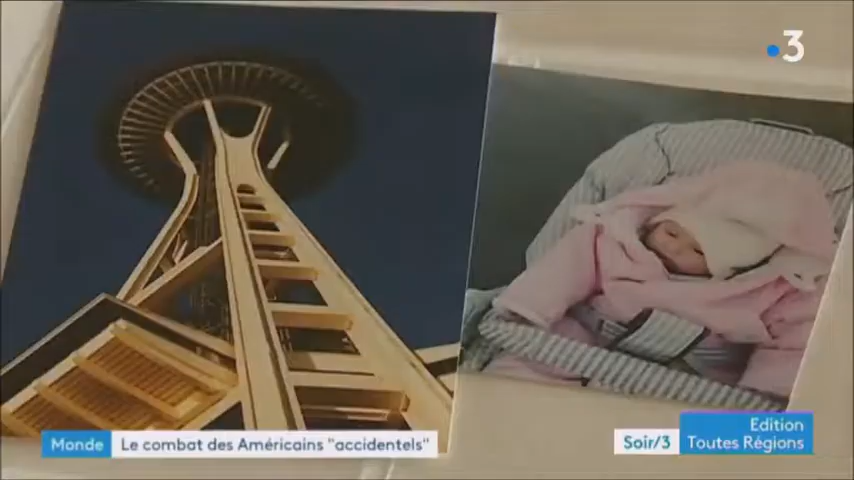 3
Monde Le combat des Américains "accidentels"
Soir/3
Edition
Toutes Régions